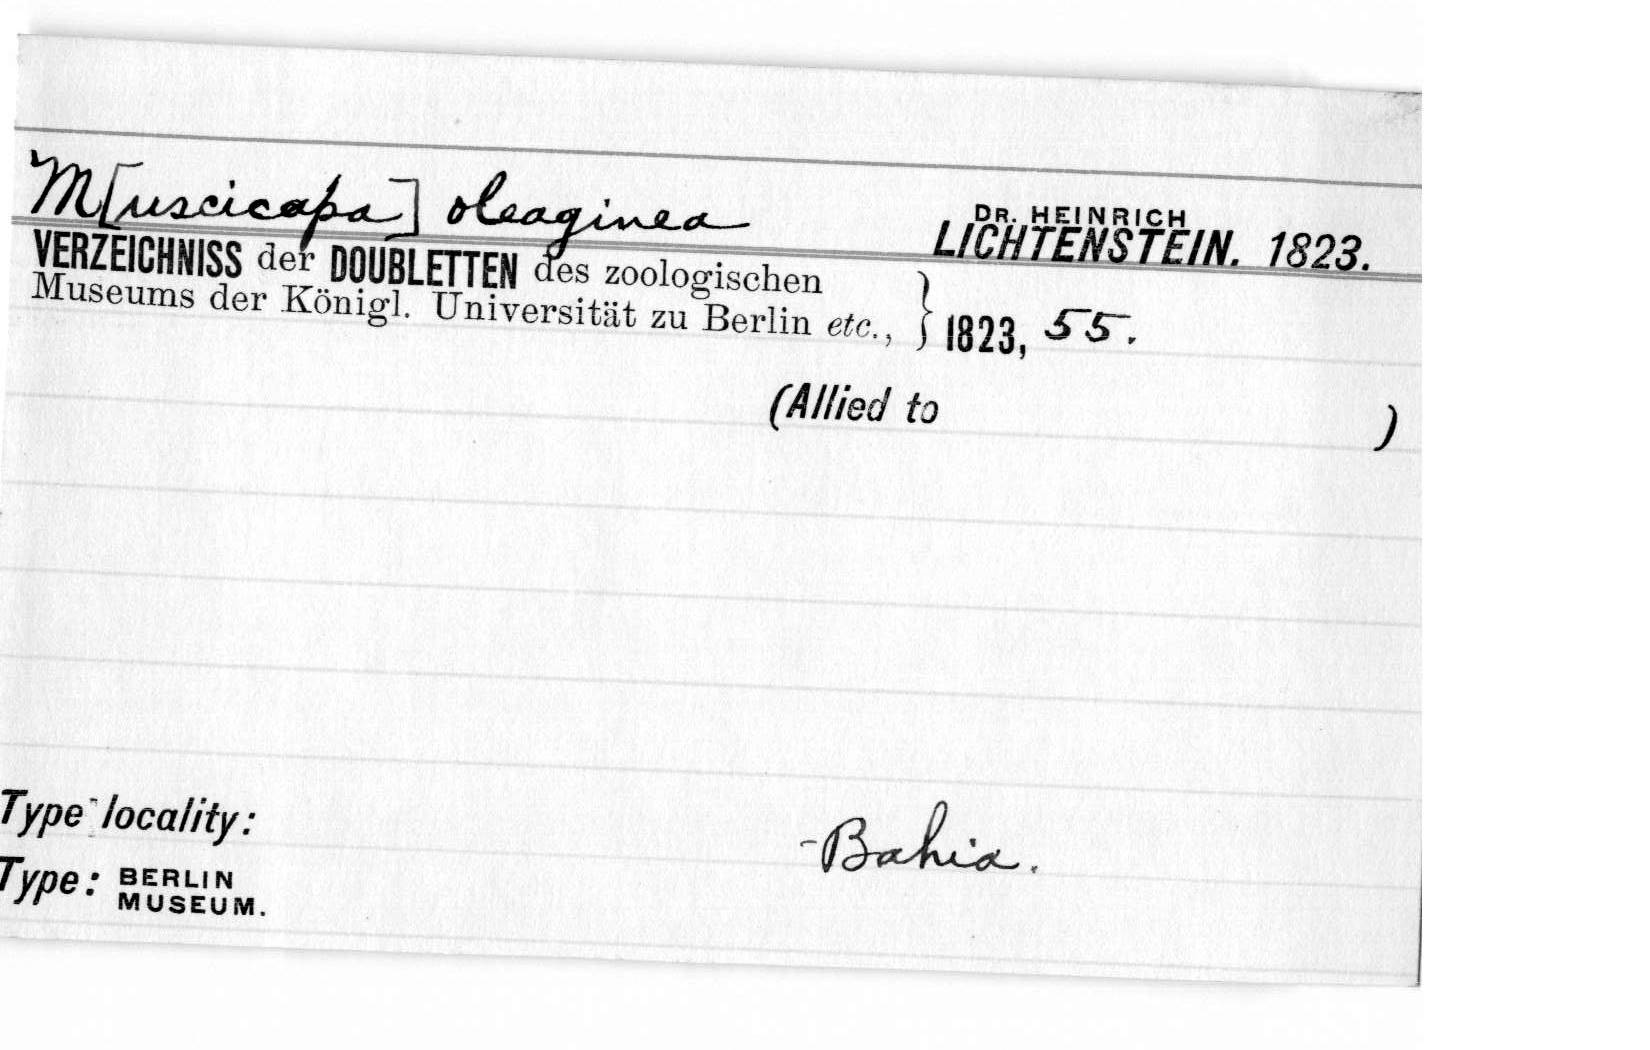 M[uscicapa] oleaginea
DR. HEINRICH
LICHTENSTEIN. 1823.
VERZEICHNISS der DOUBLETTEN des zoologischen
Museums der Königl. Universität zu Berlin etc., } 1823, 55.
(Allied to )
Type locality: Bahia.
Type: BERLIN
MUSEUM.